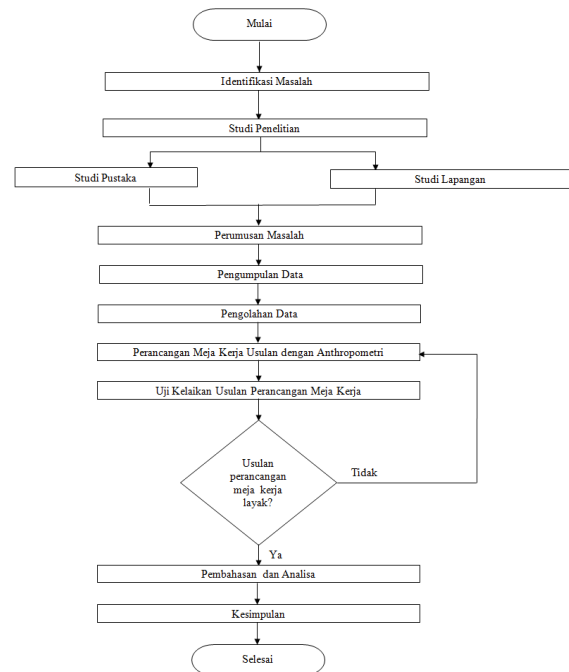 Mulai
Identifikasi Masalah
Studi Penelitian
Studi Pustaka
Studi Lapangan
Perumusan Masalah
Pengumpulan Data
Pengolahan Data
Perancangan Meja Kerja Usulan dengan Anthropometri
Uji Kelaikan Usulan Perancangan Meja Kerja
Usulan
perancangan
meja kerja
layak?
Tidak
Ya
Pembahasan dan Analisa
Kesimpulan
Selesai